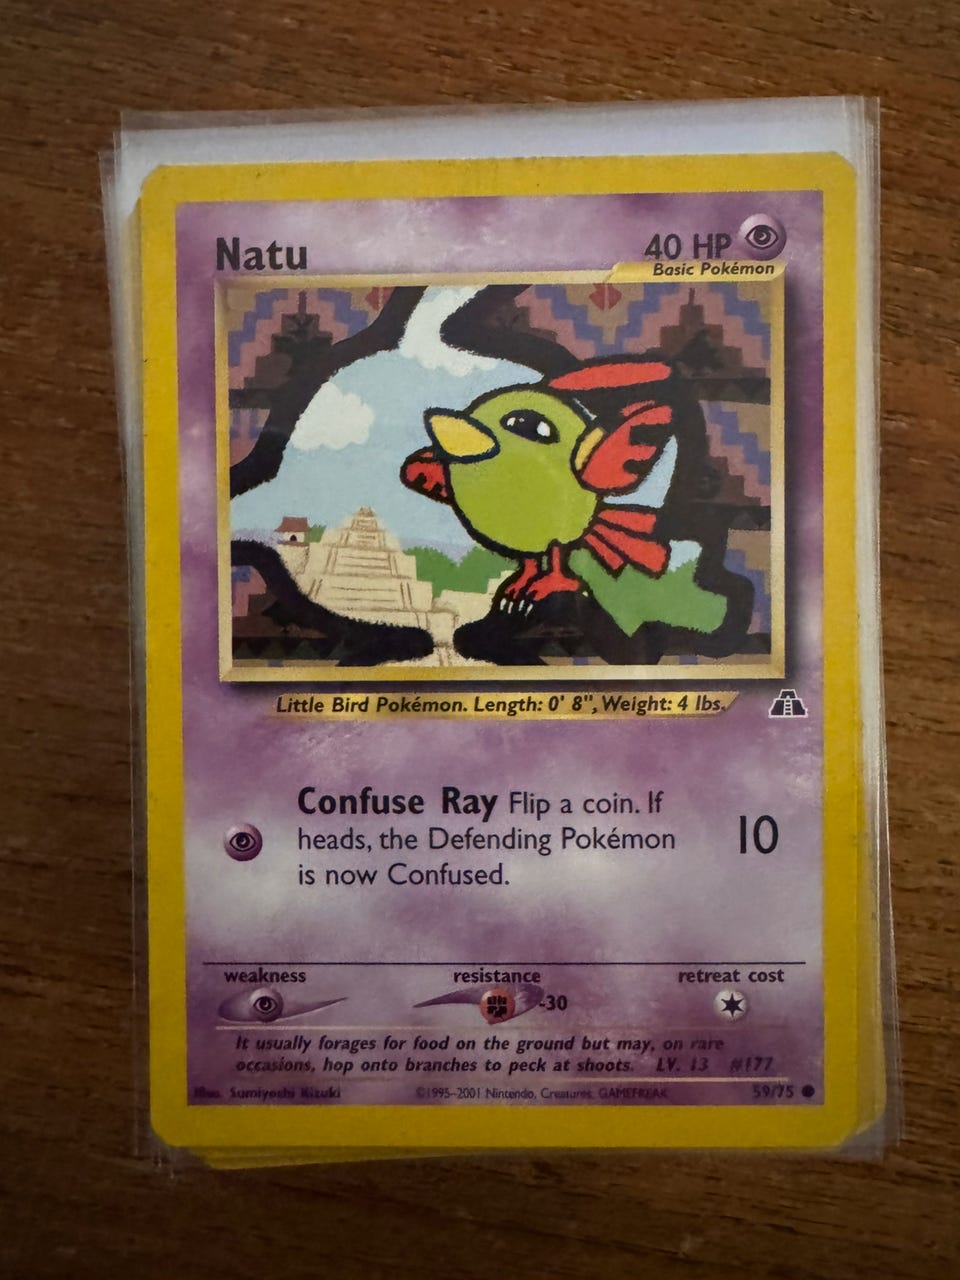 Natu
40 HP
Basic Pokémon
Little Bird Pokémon. Length: 0' 8", Weight: 4 lbs.
Confuse Ray Flip a coin. If
heads, the Defending Pokémon
is now Confused.
10
weakness
resistance
retreat cost
-30
It usually forages for food on the ground but may, on rare
occasions, hop onto branches to peck at shoots. LV. 13 #177
Illus. Sumiyoshi Kizuki
©1995-2001 Nintendo, Creatures, GAMEFREAK
59/75